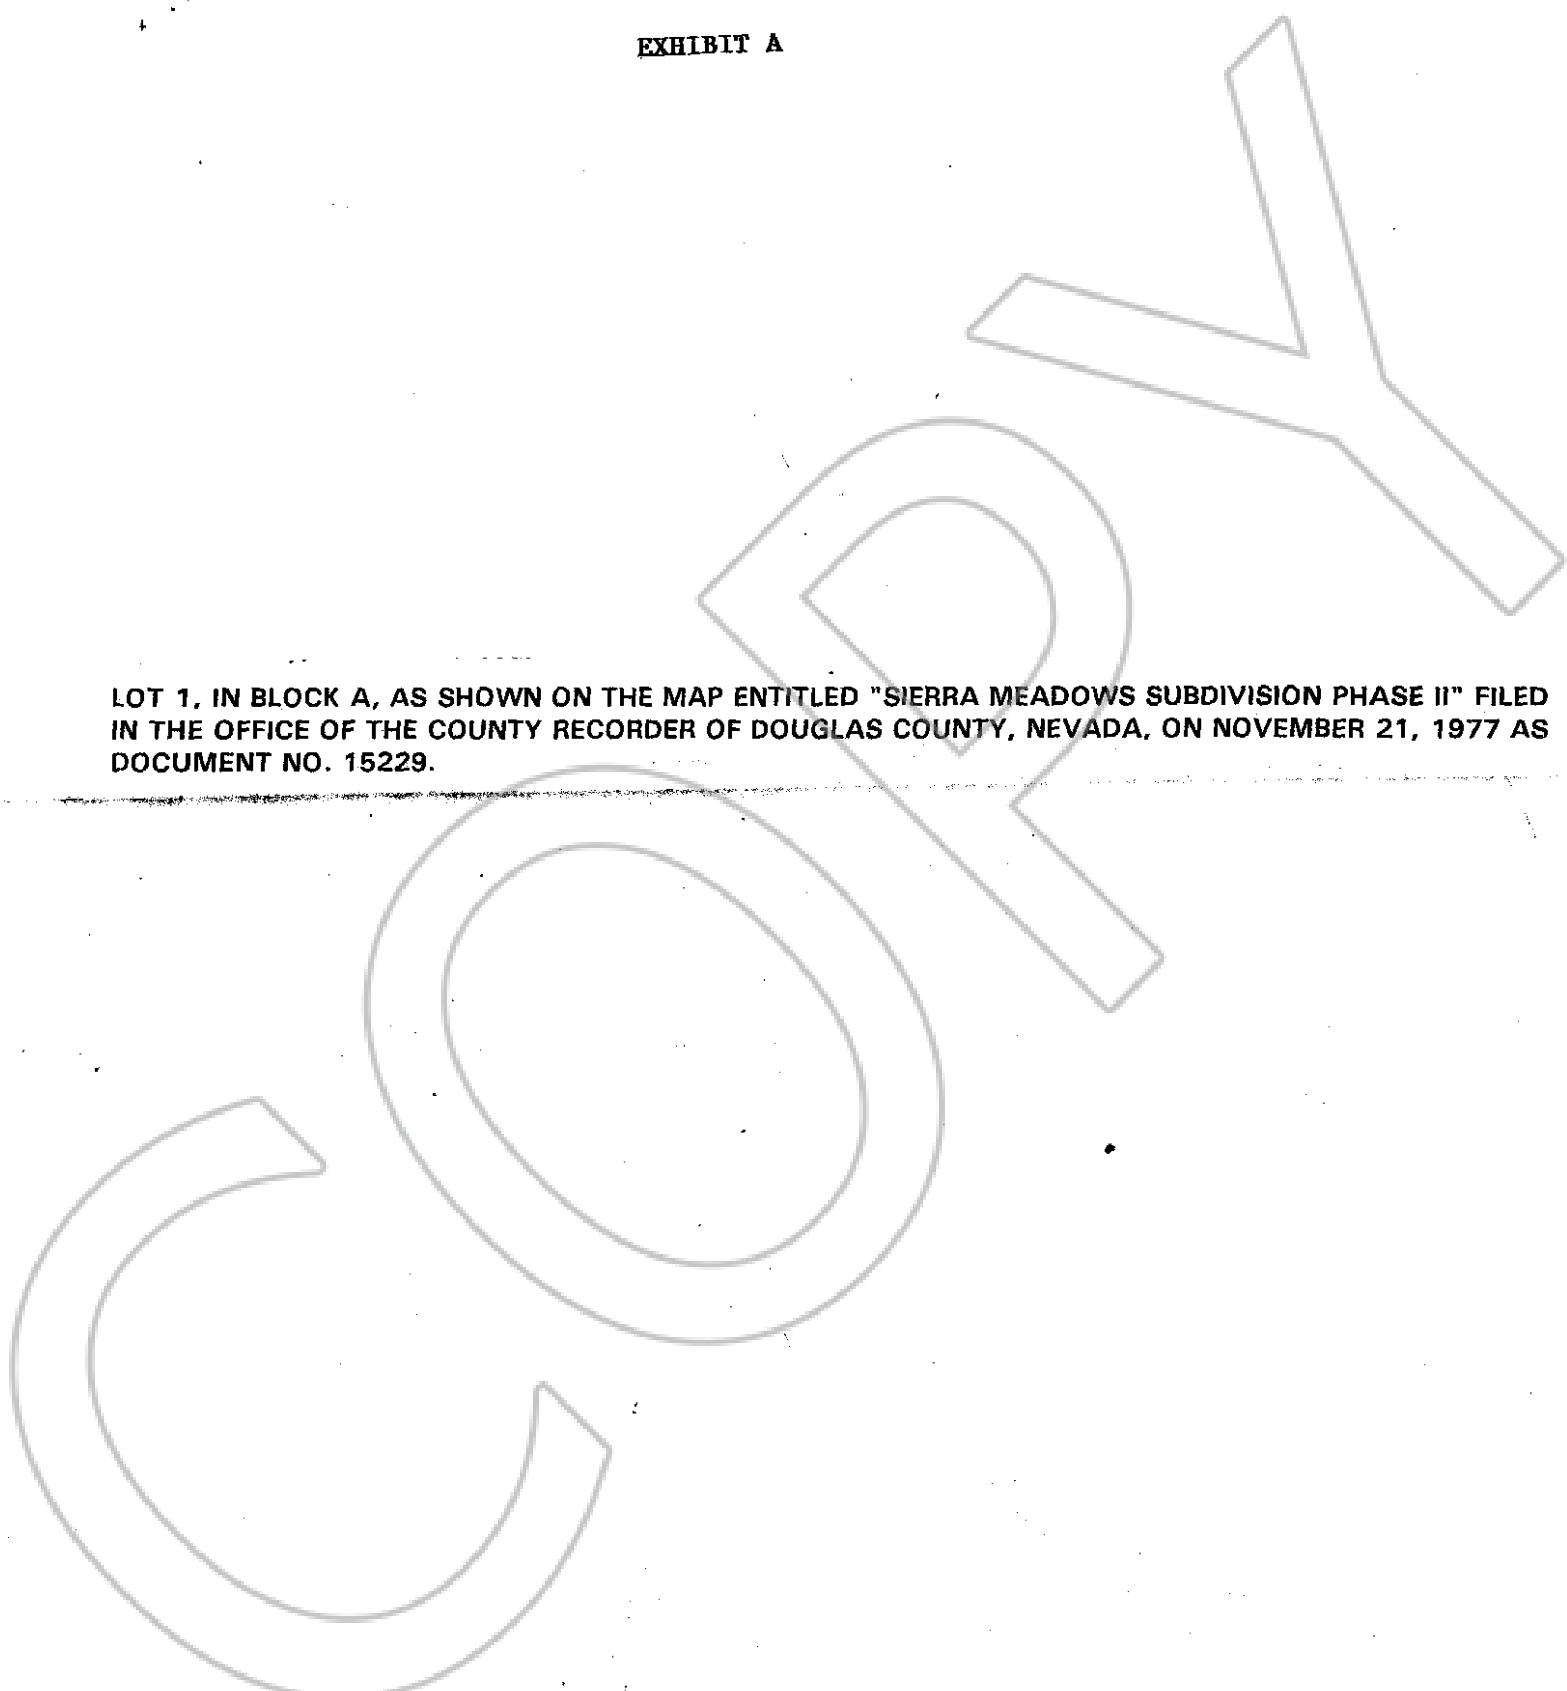 EXHIBIT A
LOT 1, IN BLOCK A, AS SHOWN ON THE MAP ENTITLED "SIERRA MEADOWS SUBDIVISION PHASE II" FILED
IN THE OFFICE OF THE COUNTY RECORDER OF DOUGLAS COUNTY, NEVADA, ON NOVEMBER 21, 1977 AS
DOCUMENT NO. 15229.
COPY